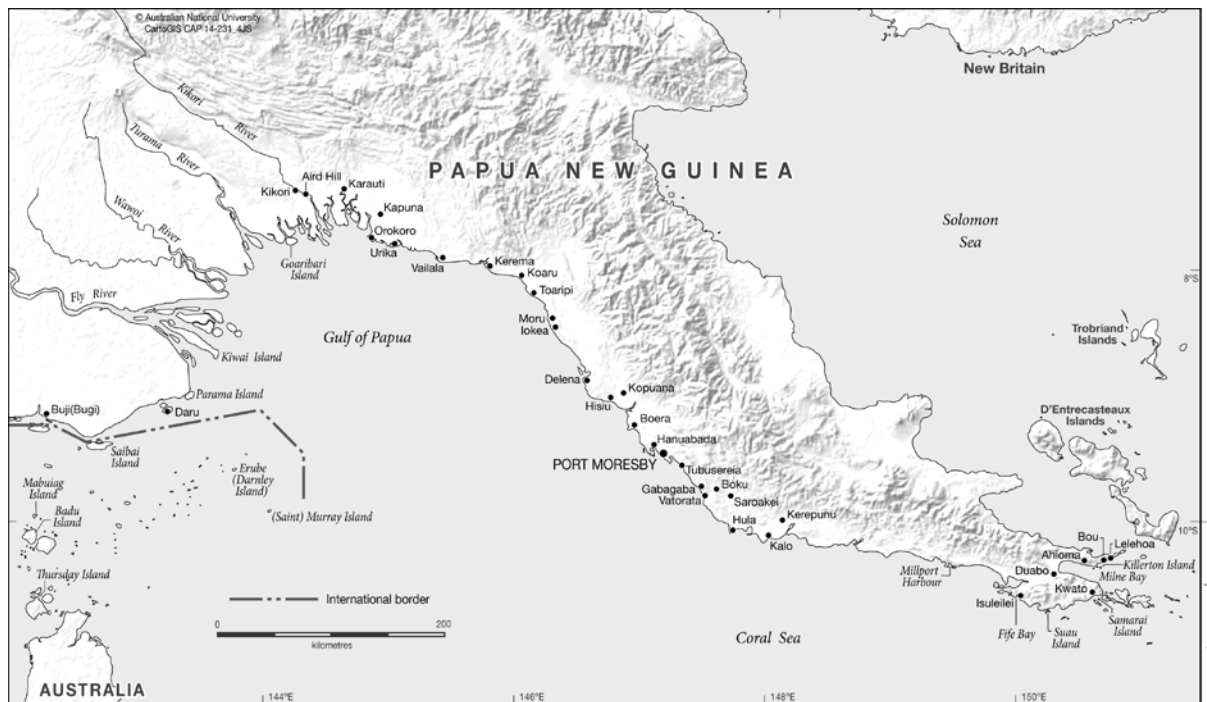 © Australian National University
CartoGIS CAP 14-231_4JS
New Britain
Kikori
River
Turama
River
PAPUA NEW GUINEA
Aird Hill
Kikori
Karauti
Kapuna
Wawoi
River
Solomon
Sea
Orokoro
Urika
Goaribari
Island
Vailala
Kerema
Koaru
8°S
Fly River
Toaripi
Moru
Iokea
Gulf of Papua
Trobriand
Islands
Kiwai Island
Delena
Kopuana
Parama Island
Hisiu
Buji(Bugi)
Daru
D'Entrecasteaux
Islands
Boera
Hanuabada
Saibai
Island
PORT MORESBY
Tubusereia
Erube
(Darnley
Island)
Mabuiag
Island
Gabagaba
Boku
Vatorata
Saroakei
Badu
Island
(Saint) Murray Island
Kerepunu
Hula
10°S
Kalo
Bou
Lelehoa
Ahioma
Killerton Island
Milne Bay
Millport
Harbour
Duabo
Thursday Island
Kwato
Isuleilei
Samarai
Island
International border
Fife Bay
Suau
Island
0
200
kilometres
Coral Sea
AUSTRALIA
144°E
146°E
148°E
150°E